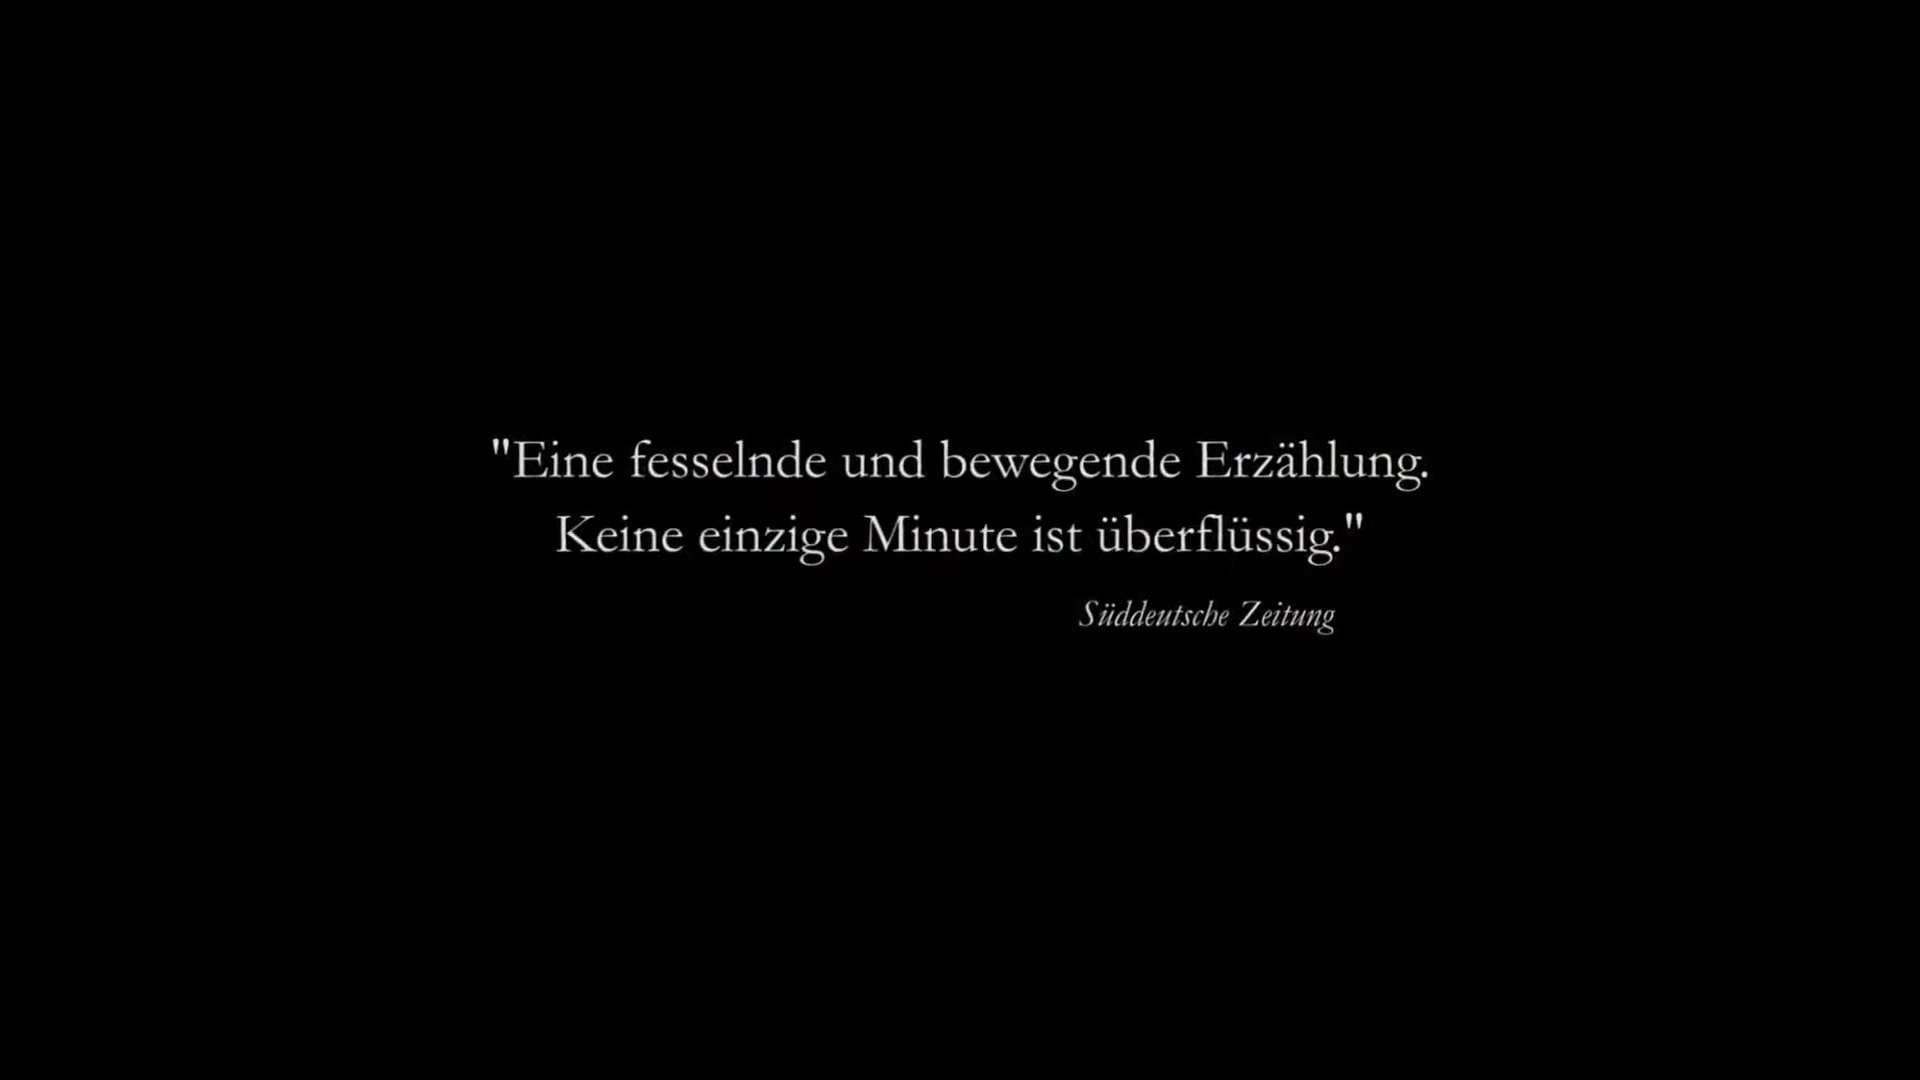 "Eine fesselnde und bewegende Erzählung.
Keine einzige Minute ist überflüssig."
Süddeutsche Zeitung